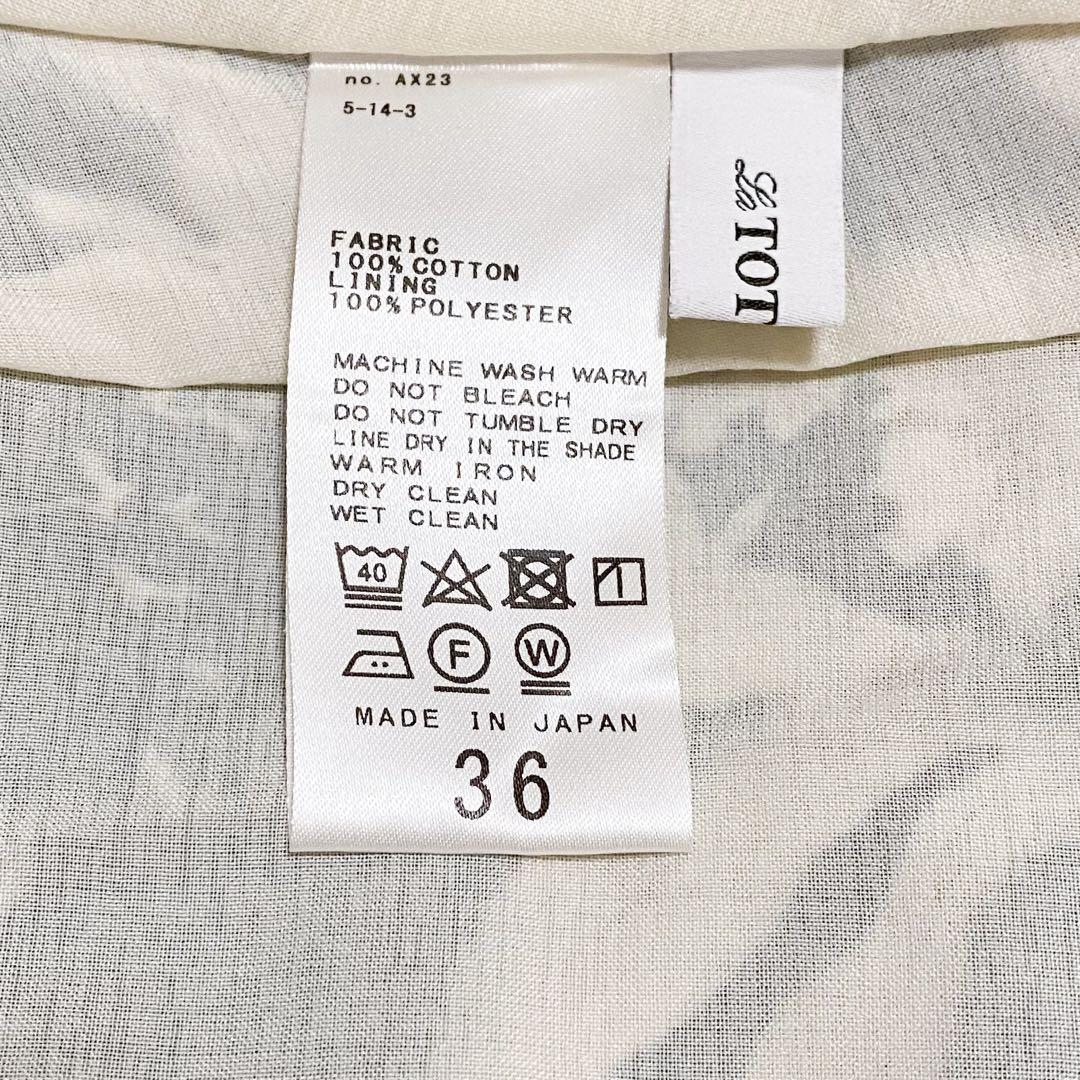 no. AX23
5-14-3
FABRIC
100% COTTON
LINING
100% POLYESTER
MACHINE WASH WARM
DO NOT BLEACH
DO NOT TUMBLE DRY
LINE DRY IN THE SHADE
WARM IRON
DRY CLEAN
WET CLEAN
40
F
W
MADE IN JAPAN
36
La TOT